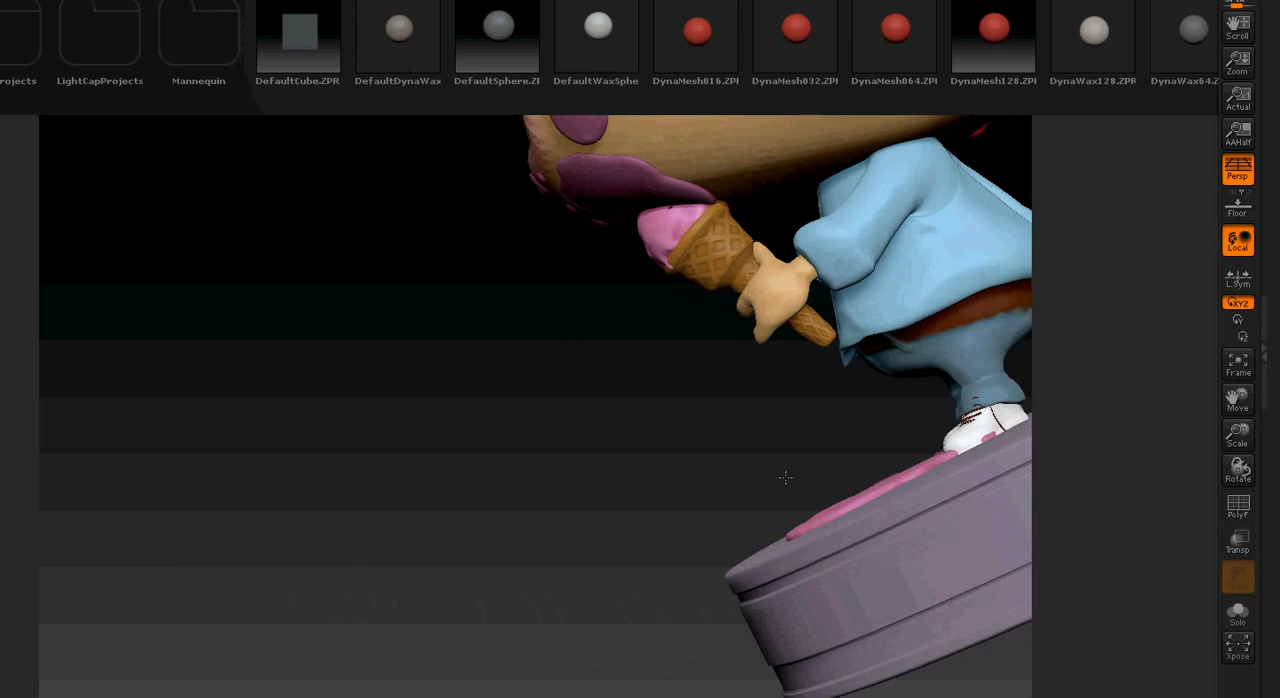 rojects
LightCapProjects
Mannequin
DefaultCube.ZPR
DefaultDynaWax
DefaultSphere.ZI
DefaultWaxSphe
DynaMesh016.ZPI
DynaMesh032.ZPI
DynaMesh064.ZPI
DynaMesh128.ZPI
DynaWax128.ZPR
DynaWax64.Z
Scroll
Zoom
Actual
AAHalf
Persp
Floor
Local
L.Sym
XYZ
Y
Z
Frame
Move
Scale
Rotate
PolyF
Transp
Solo
Xpose